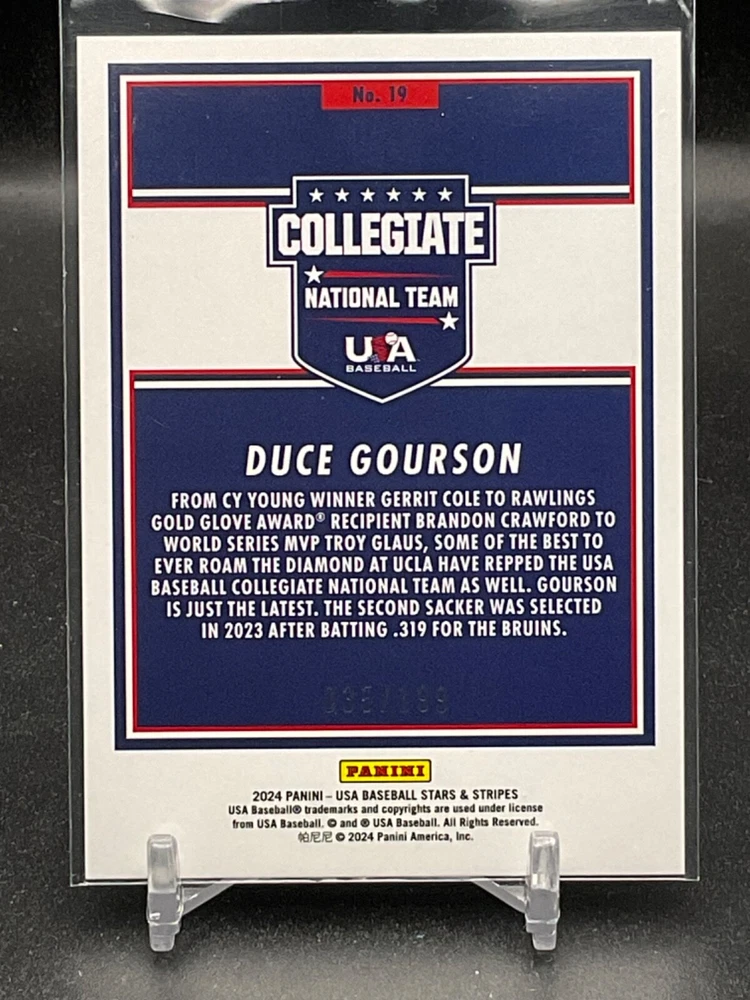 No. 19
COLLEGIATE
NATIONAL TEAM
USA
BASEBALL
DUCE GOURSON
FROM CY YOUNG WINNER GERRIT COLE TO RAWLINGS
GOLD GLOVE AWARD® RECIPIENT BRANDON CRAWFORD TO
WORLD SERIES MVP TROY GLAUS, SOME OF THE BEST TO
EVER ROAM THE DIAMOND AT UCLA HAVE REPPED THE USA
BASEBALL COLLEGIATE NATIONAL TEAM AS WELL. GOURSON
IS JUST THE LATEST. THE SECOND SACKER WAS SELECTED
IN 2023 AFTER BATTING .319 FOR THE BRUINS.
PANINI
2024 PANINI – USA BASEBALL STARS & STRIPES
USA Baseball® trademarks and copyrights are used under license
from USA Baseball. © and ® USA Baseball. All Rights Reserved.
帕尼尼 © 2024 Panini America, Inc.